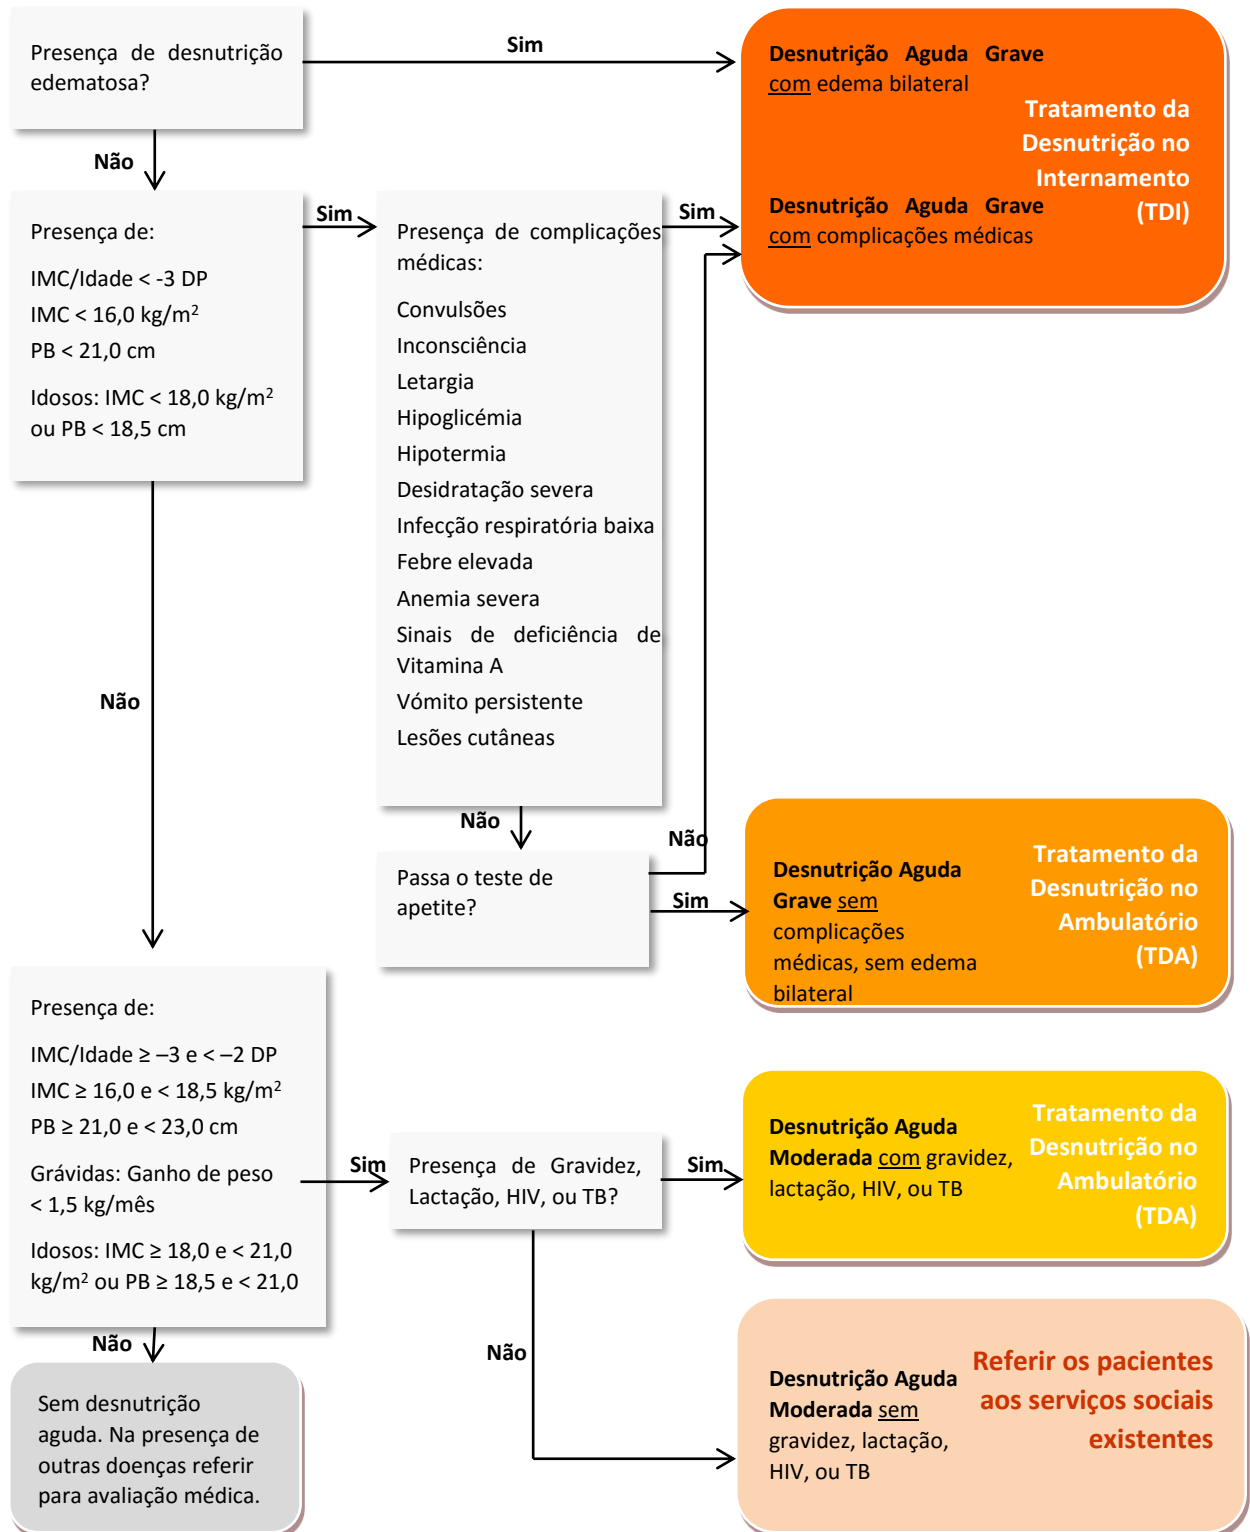 Presença de desnutrição
edematosa?
Sim
Desnutrição Aguda Grave
com edema bilateral
Tratamento da
Desnutrição no
Internamento
(TDI)
Não
Presença de:
IMC/Idade < -3 DP
IMC < 16,0 kg/m²
PB < 21,0 cm
Idosos: IMC < 18,0 kg/m²
ou PB < 18,5 cm
Sim
Presença de complicações
médicas:
Convulsões
Inconsciência
Letargia
Hipoglicémia
Hipotermia
Desidratação severa
Infecção respiratória baixa
Febre elevada
Anemia severa
Sinais de deficiência de
Vitamina A
Vómito persistente
Lesões cutâneas
Sim
Desnutrição Aguda Grave
com complicações médicas
Não
Não
Passa o teste de
apetite?
Não
Sim
Desnutrição Aguda
Grave sem
complicações
médicas, sem edema
bilateral
Tratamento da
Desnutrição no
Ambulatório
(TDA)
Presença de:
IMC/Idade ≥ –3 e < –2 DP
IMC ≥ 16,0 e < 18,5 kg/m²
PB ≥ 21,0 e < 23,0 cm
Grávidas: Ganho de peso
< 1,5 kg/mês
Idosos: IMC ≥ 18,0 e < 21,0
kg/m² ou PB ≥ 18,5 e < 21,0
Sim
Presença de Gravidez,
Lactação, HIV, ou TB?
Sim
Desnutrição Aguda
Moderada com gravidez,
lactação, HIV, ou TB
Tratamento da
Desnutrição no
Ambulatório
(TDA)
Não
Não
Desnutrição Aguda
Moderada sem
gravidez, lactação,
HIV, ou TB
Referir os pacientes
aos serviços sociais
existentes
Sem desnutrição
aguda. Na presença de
outras doenças referir
para avaliação médica.